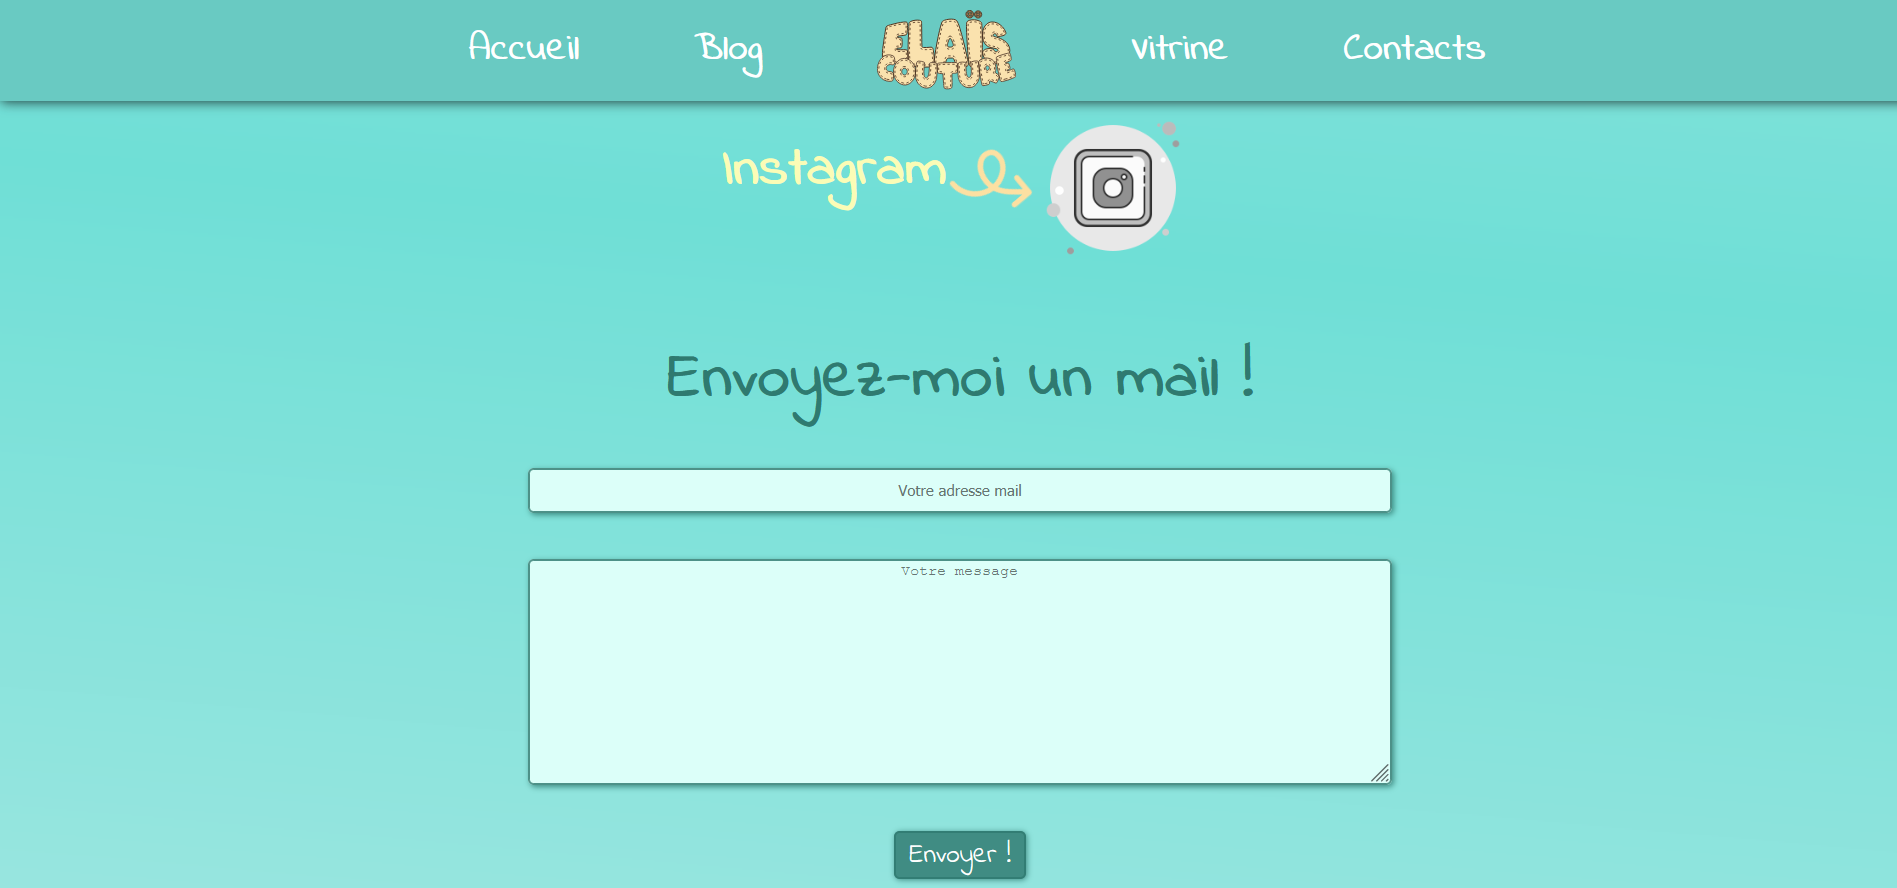 Accueil
Blog
ELAÏS
COUTURE
Vitrine
Contacts
Instagram
Envoyez-moi un mail !
Votre adresse mail
Votre message
Envoyer !